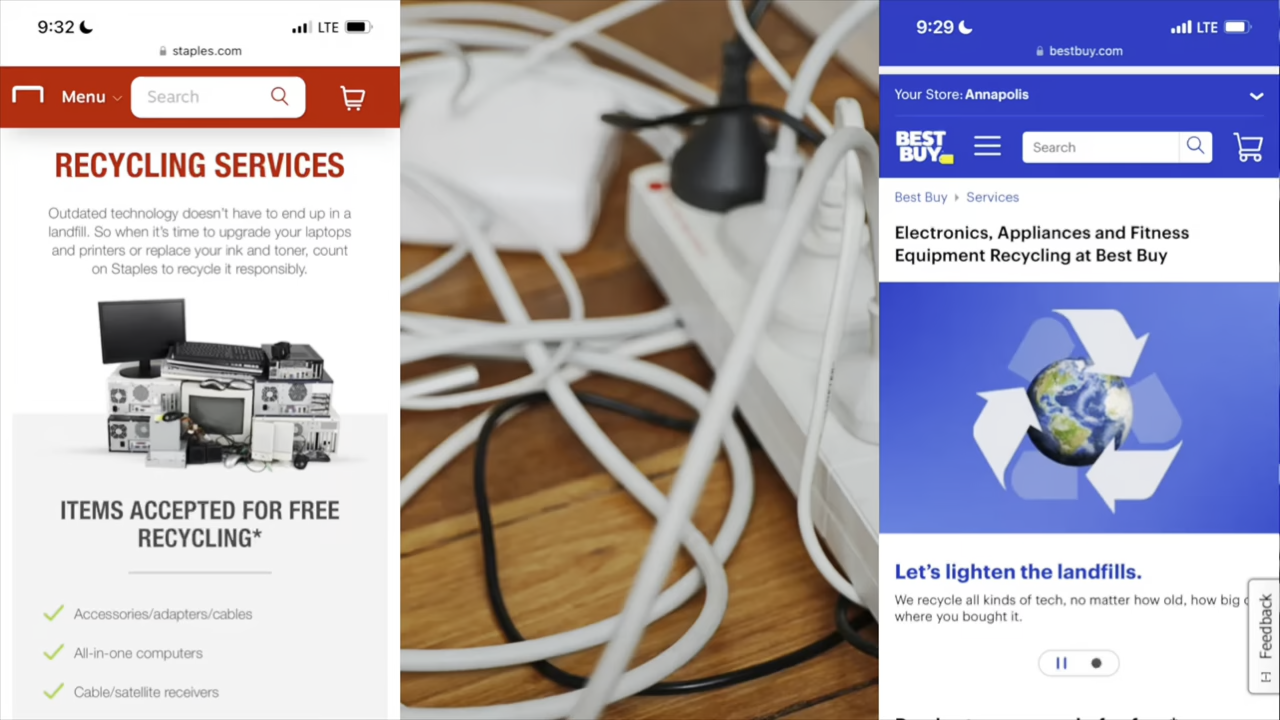 9:32
LTE
staples.com
Menu
Search
RECYCLING SERVICES
Outdated technology doesn't have to end up in a
landfill. So when it's time to upgrade your laptops
and printers or replace your ink and toner, count
on Staples to recycle it responsibly.
ITEMS ACCEPTED FOR FREE
RECYCLING*
Accessories/adapters/cables
All-in-one computers
Cable/satellite receivers
9:29
LTE
bestbuy.com
Your Store: Annapolis
BEST
BUY
Search
Best Buy
Services
Electronics, Appliances and Fitness
Equipment Recycling at Best Buy
Let's lighten the landfills.
We recycle all kinds of tech, no matter how old, how big
where you bought it.
Feedback